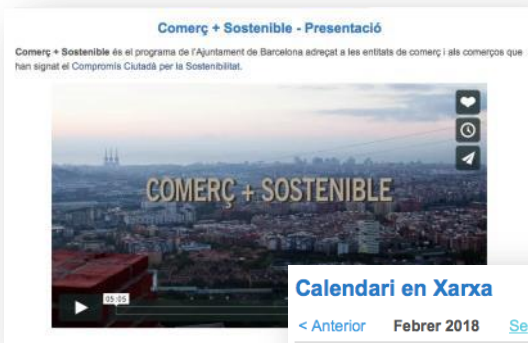 Comerç + Sostenible - Presentació
Comerç + Sostenible és el programa de l'Ajuntament de Barcelona adreçat a les entitats de comerç i als comerços que
han signat el Compromís Ciutadà per la Sostenibilitat.
COMERÇ + SOSTENIBLE
05:05
Calendari en Xarxa
< Anterior Febrer 2018 Se